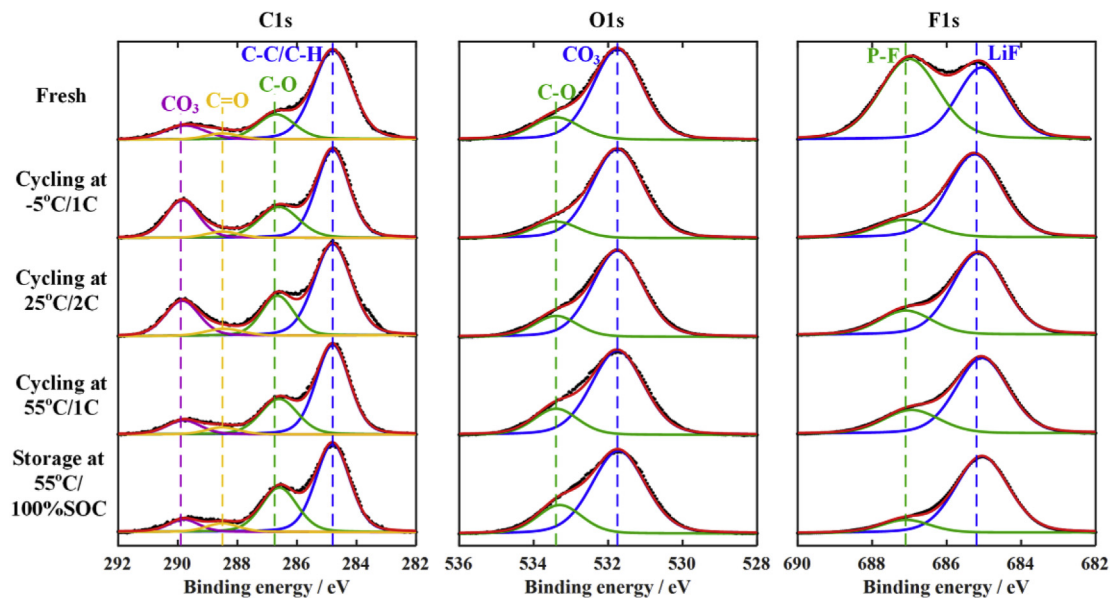 C1s
O1s
F1s
C-C/C-H
C-O
C=O
CO₃
CO₃
C-O
P-F
LiF
Fresh
Cycling at
-5°C/1C
Cycling at
25°C/2C
Cycling at
55°C/1C
Storage at
55°C/
100%SOC
292 290 288 286 284 282
536 534 532 530 528
690 688 686 684 682
Binding energy / eV
Binding energy / eV
Binding energy / eV